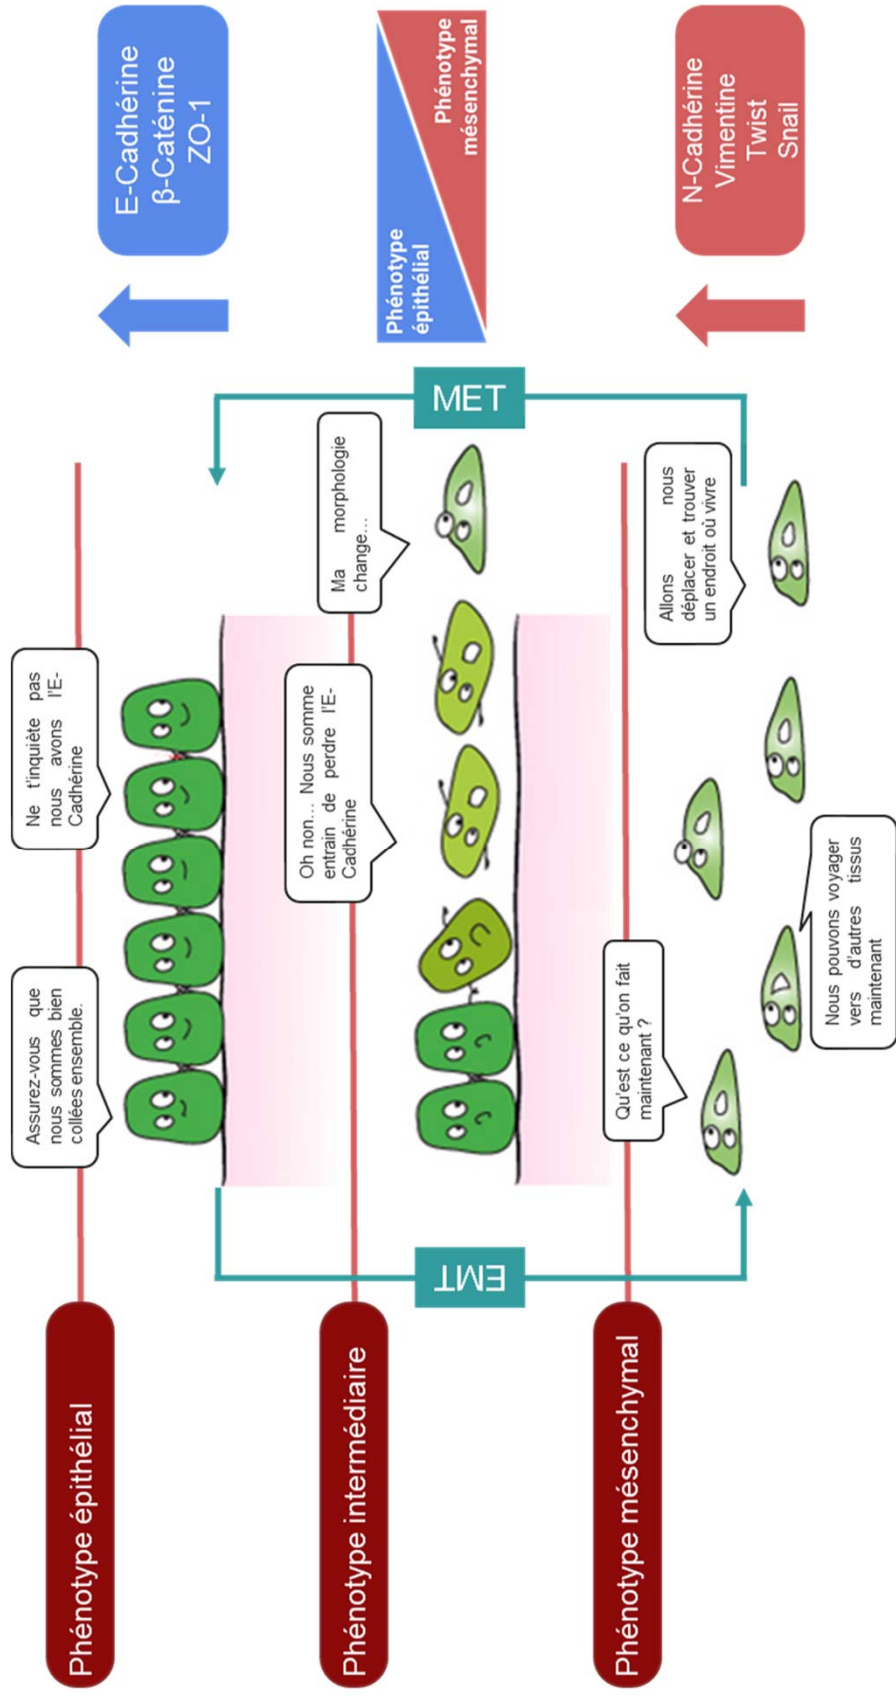 Phénotype épithélial
Assurez-vous que
nous sommes bien
collées ensemble.
Ne t'inquiète pas
nous avons l'E-
Cadhérine
E-Cadhérine
β-Caténine
ZO-1
Phénotype intermédiaire
EMT
Oh non... Nous somme
entrain de perdre l'E-
Cadhérine
Ma morphologie
change...
MET
Phénotype
épithélial
Phénotype
mésenchymal
Phénotype mésenchymal
Qu'est ce qu'on fait
maintenant ?
Nous pouvons voyager
vers d'autres tissus
maintenant
Allons nous
déplacer et trouver
un endroit où vivre
N-Cadhérine
Vimentine
Twist
Snail